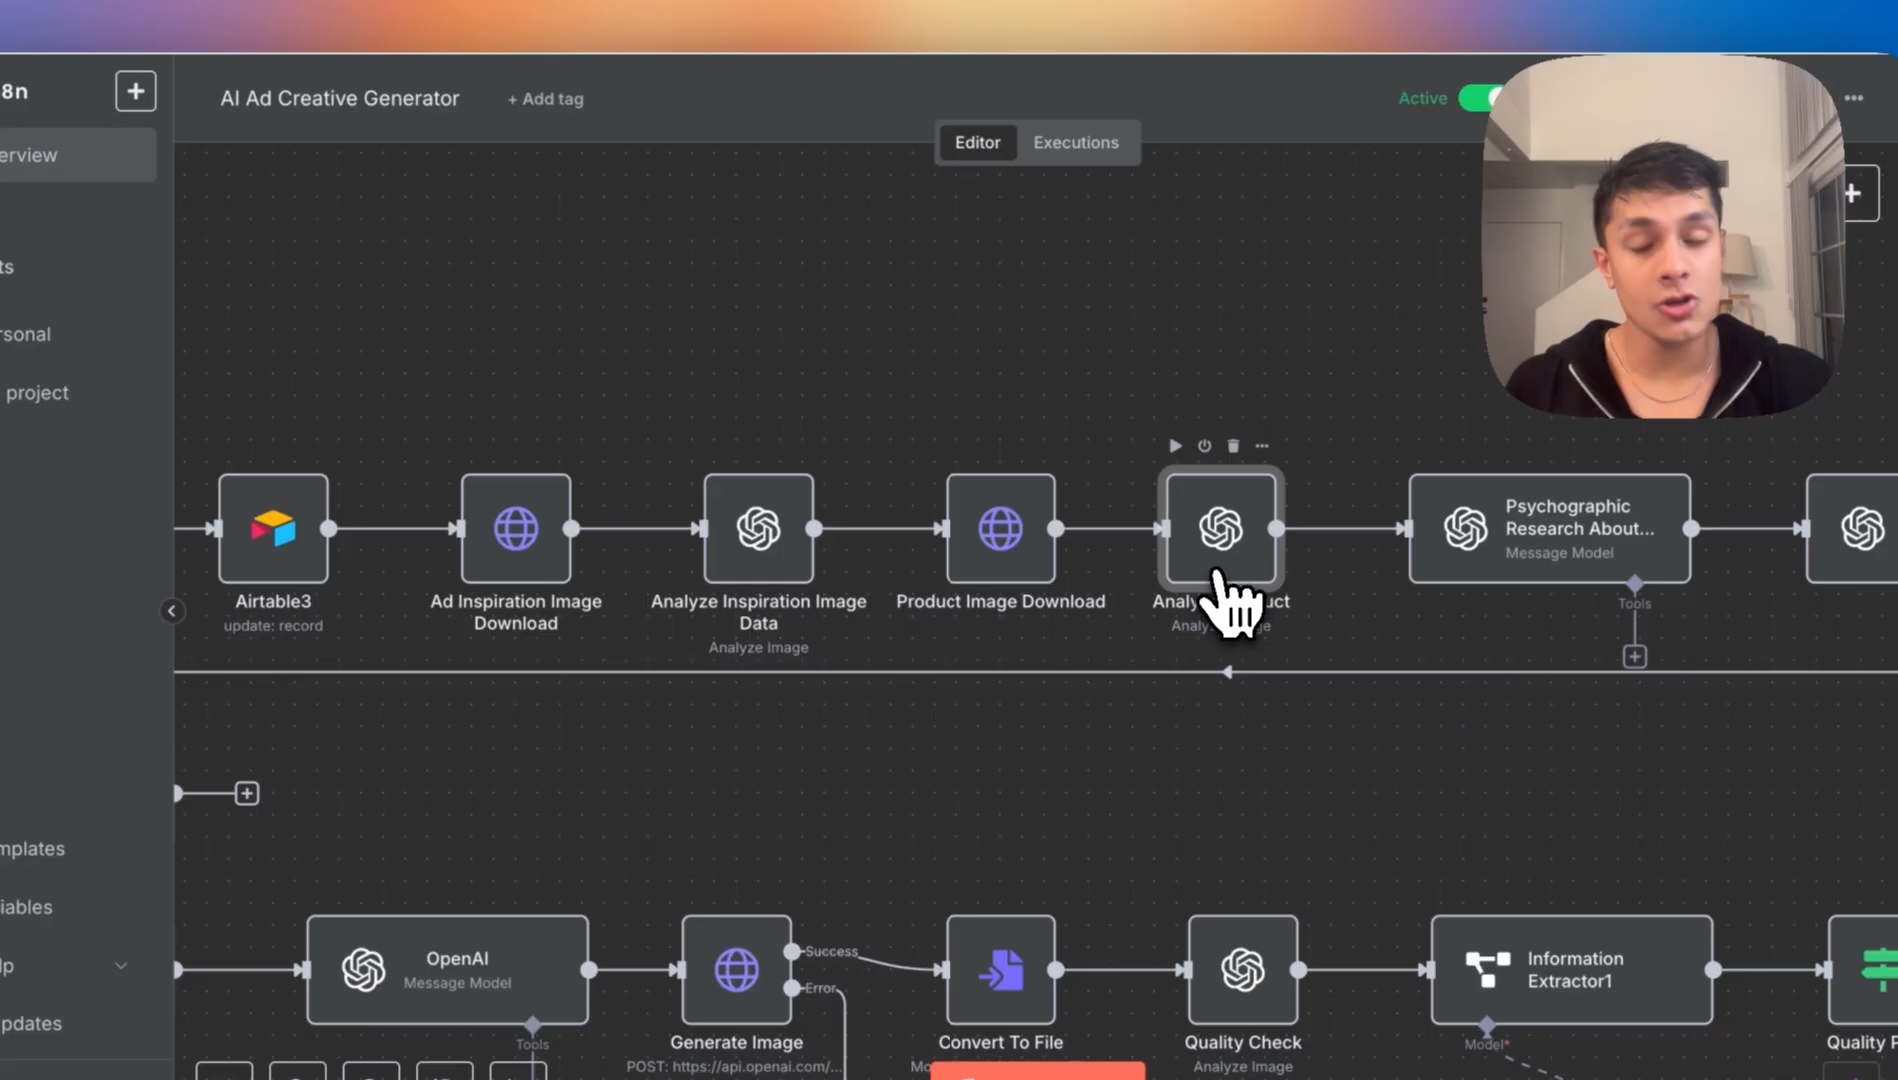 8n
AI Ad Creative Generator
+ Add tag
Active
Editor
Executions
erview
ts
rsonal
project
Psychographic
Research About...
Message Model
Airtable3
update: record
Ad Inspiration Image
Download
Analyze Inspiration Image
Data
Analyze Image
Product Image Download
Tools
mplates
iables
lp
pdates
OpenAI
Message Model
Tools
Success
Error
Generate Image
POST: https://api.openai.com/...
Convert To File
Quality Check
Analyze Image
Information
Extractor1
Model*
Quality